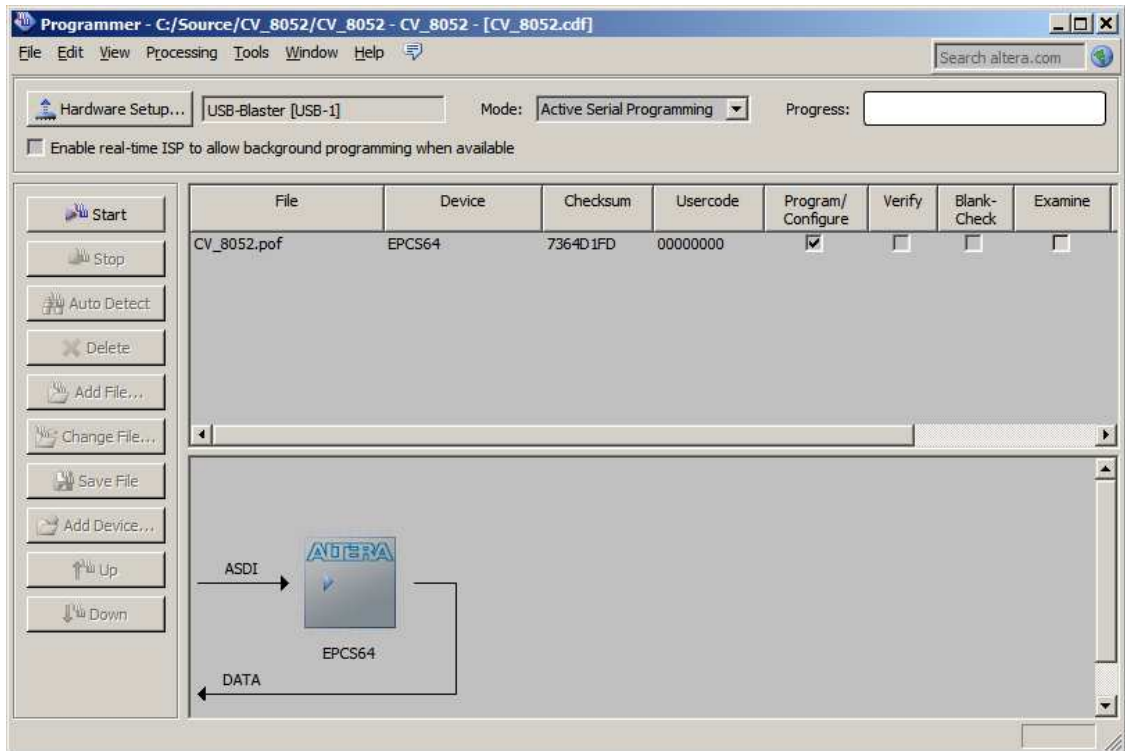 Programmer - C:/Source/CV_8052/CV_8052 - CV_8052 - [CV_8052.cdf]
File Edit View Processing Tools Window Help
Search altera.com
Hardware Setup... USB-Blaster [USB-1] Mode: Active Serial Programming Progress:
Enable real-time ISP to allow background programming when available
Start
Stop
Auto Detect
Delete
Add File...
Change File...
Save File
Add Device...
Up
Down
File Device Checksum Usercode Program/ Verify Blank- Examine
Configure Check
CV_8052.pof EPCS64 7364D1FD 00000000
ALTERA
ASDI
EPCS64
DATA